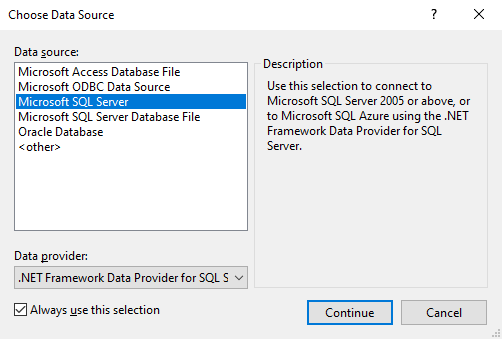 Choose Data Source
Data source:
Microsoft Access Database File
Microsoft ODBC Data Source
Microsoft SQL Server
Microsoft SQL Server Database File
Oracle Database
<other>
Description
Use this selection to connect to
Microsoft SQL Server 2005 or above, or
to Microsoft SQL Azure using the .NET
Framework Data Provider for SQL
Server.
Data provider:
.NET Framework Data Provider for SQL S
Always use this selection
Continue
Cancel